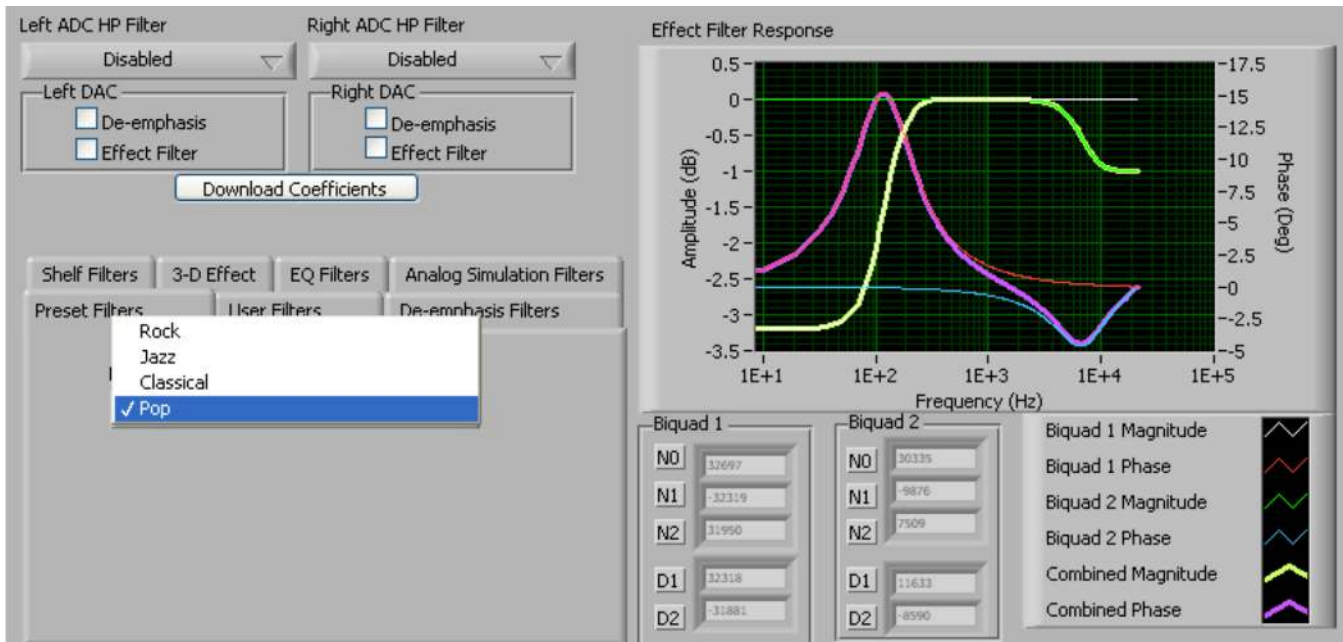 Left ADC HP Filter
Right ADC HP Filter
Disabled
Disabled
Left DAC
De-emphasis
Effect Filter
Right DAC
De-emphasis
Effect Filter
Download Coefficients
Shelf Filters
3-D Effect
EQ Filters
Analog Simulation Filters
Preset Filters
User Filters
De-emphasis Filters
Rock
Jazz
Classical
✓ Pop
Effect Filter Response
Amplitude (dB)
0.5
0
-0.5
-1
-1.5
-2
-2.5
-3
-3.5
17.5
15
12.5
10
7.5
5
2.5
0
-2.5
-5
Phase (Deg)
1E+1
1E+2
1E+3
1E+4
1E+5
Frequency (Hz)
Biquad 1
N0 32697
N1 -32319
N2 31950
D1 32318
D2 -31881
Biquad 2
N0 30335
N1 -9876
N2 7509
D1 11633
D2 -8590
Biquad 1 Magnitude
Biquad 1 Phase
Biquad 2 Magnitude
Biquad 2 Phase
Combined Magnitude
Combined Phase